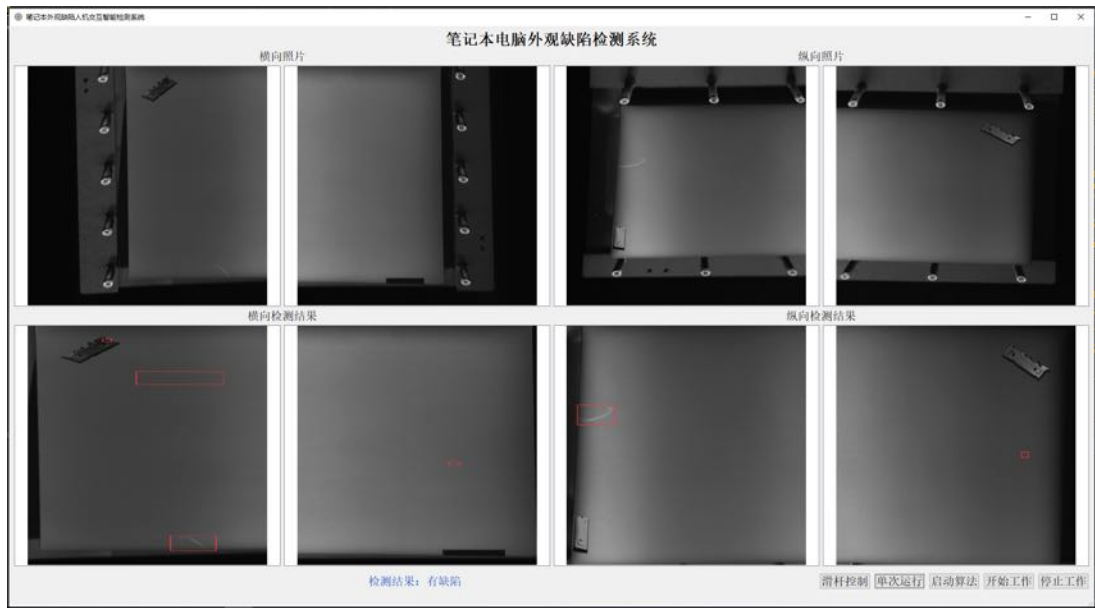 笔记本外观缺陷人机交互智能检测系统
笔记本电脑外观缺陷检测系统
横向照片 纵向照片
横向检测结果 纵向检测结果
检测结果：有缺陷 滑杆控制 单次运行 启动算法 开始工作 停止工作